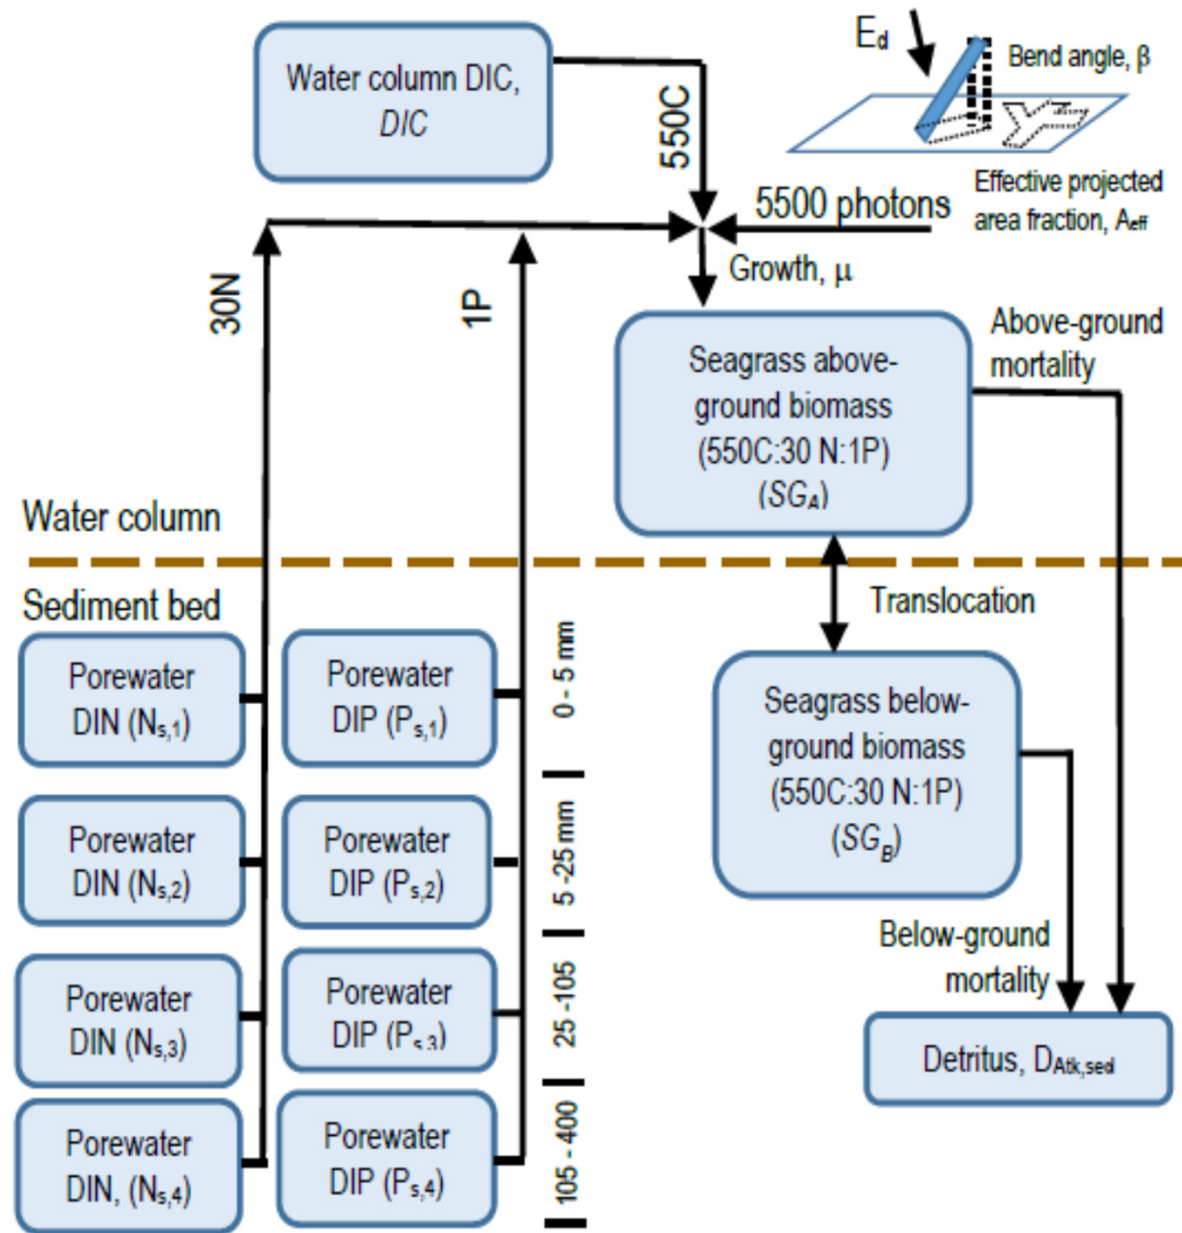 Water column DIC,
DIC
550C
Ed
Bend angle, β
Effective projected
area fraction, Aeff
5500 photons
Growth, μ
30N
1P
Seagrass above-
ground biomass
(550C:30 N:1P)
(SGA)
Above-ground
mortality
Water column
Sediment bed
Translocation
Porewater
DIN (Ns,1)
Porewater
DIP (Ps,1)
0 - 5 mm
Seagrass below-
ground biomass
(550C:30 N:1P)
(SGB)
Porewater
DIN (Ns,2)
Porewater
DIP (Ps,2)
5 -25 mm
Below-ground
mortality
Porewater
DIN (Ns,3)
Porewater
DIP (Ps,3)
25 -105
Detritus, DAtk,sed
Porewater
DIN, (Ns,4)
Porewater
DIP (Ps,4)
105 - 400